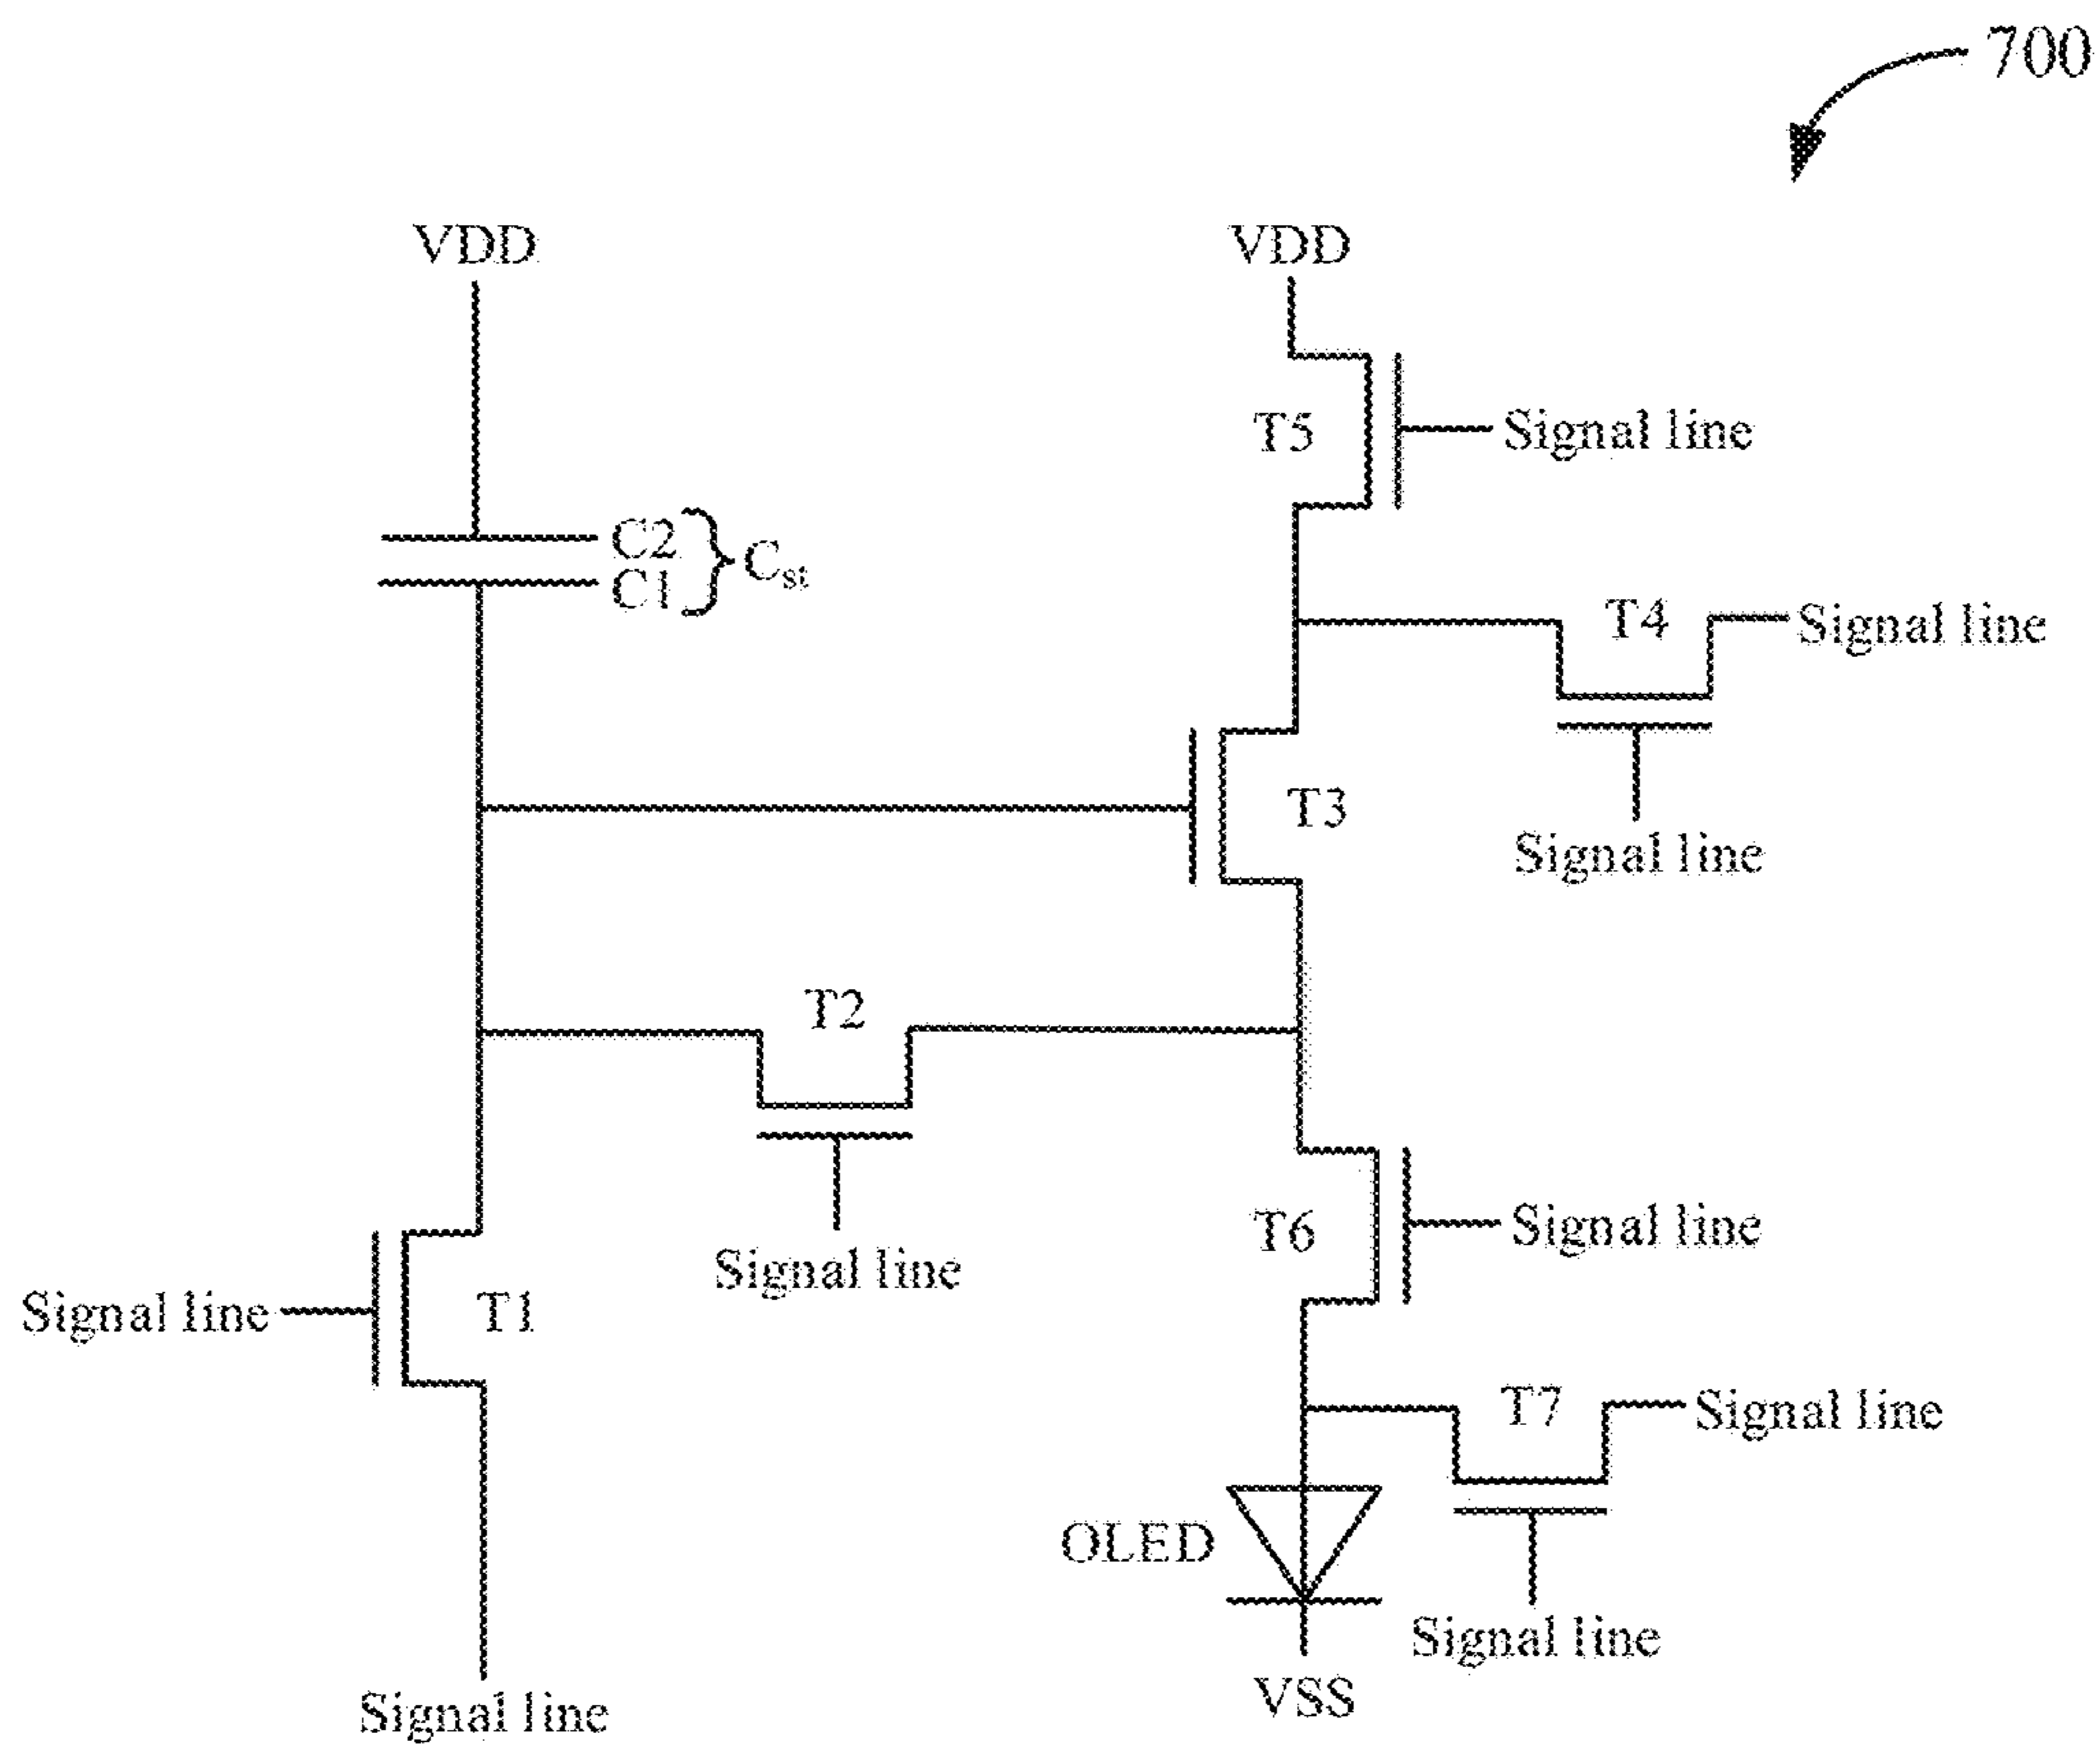 700
VDD
VDD
T5
Signal line
C2
C1
Cst
T4
Signal line
T3
Signal line
T2
Signal line
T6
Signal line
Signal line
T1
T7
Signal line
OLED
Signal line
VSS
Signal line